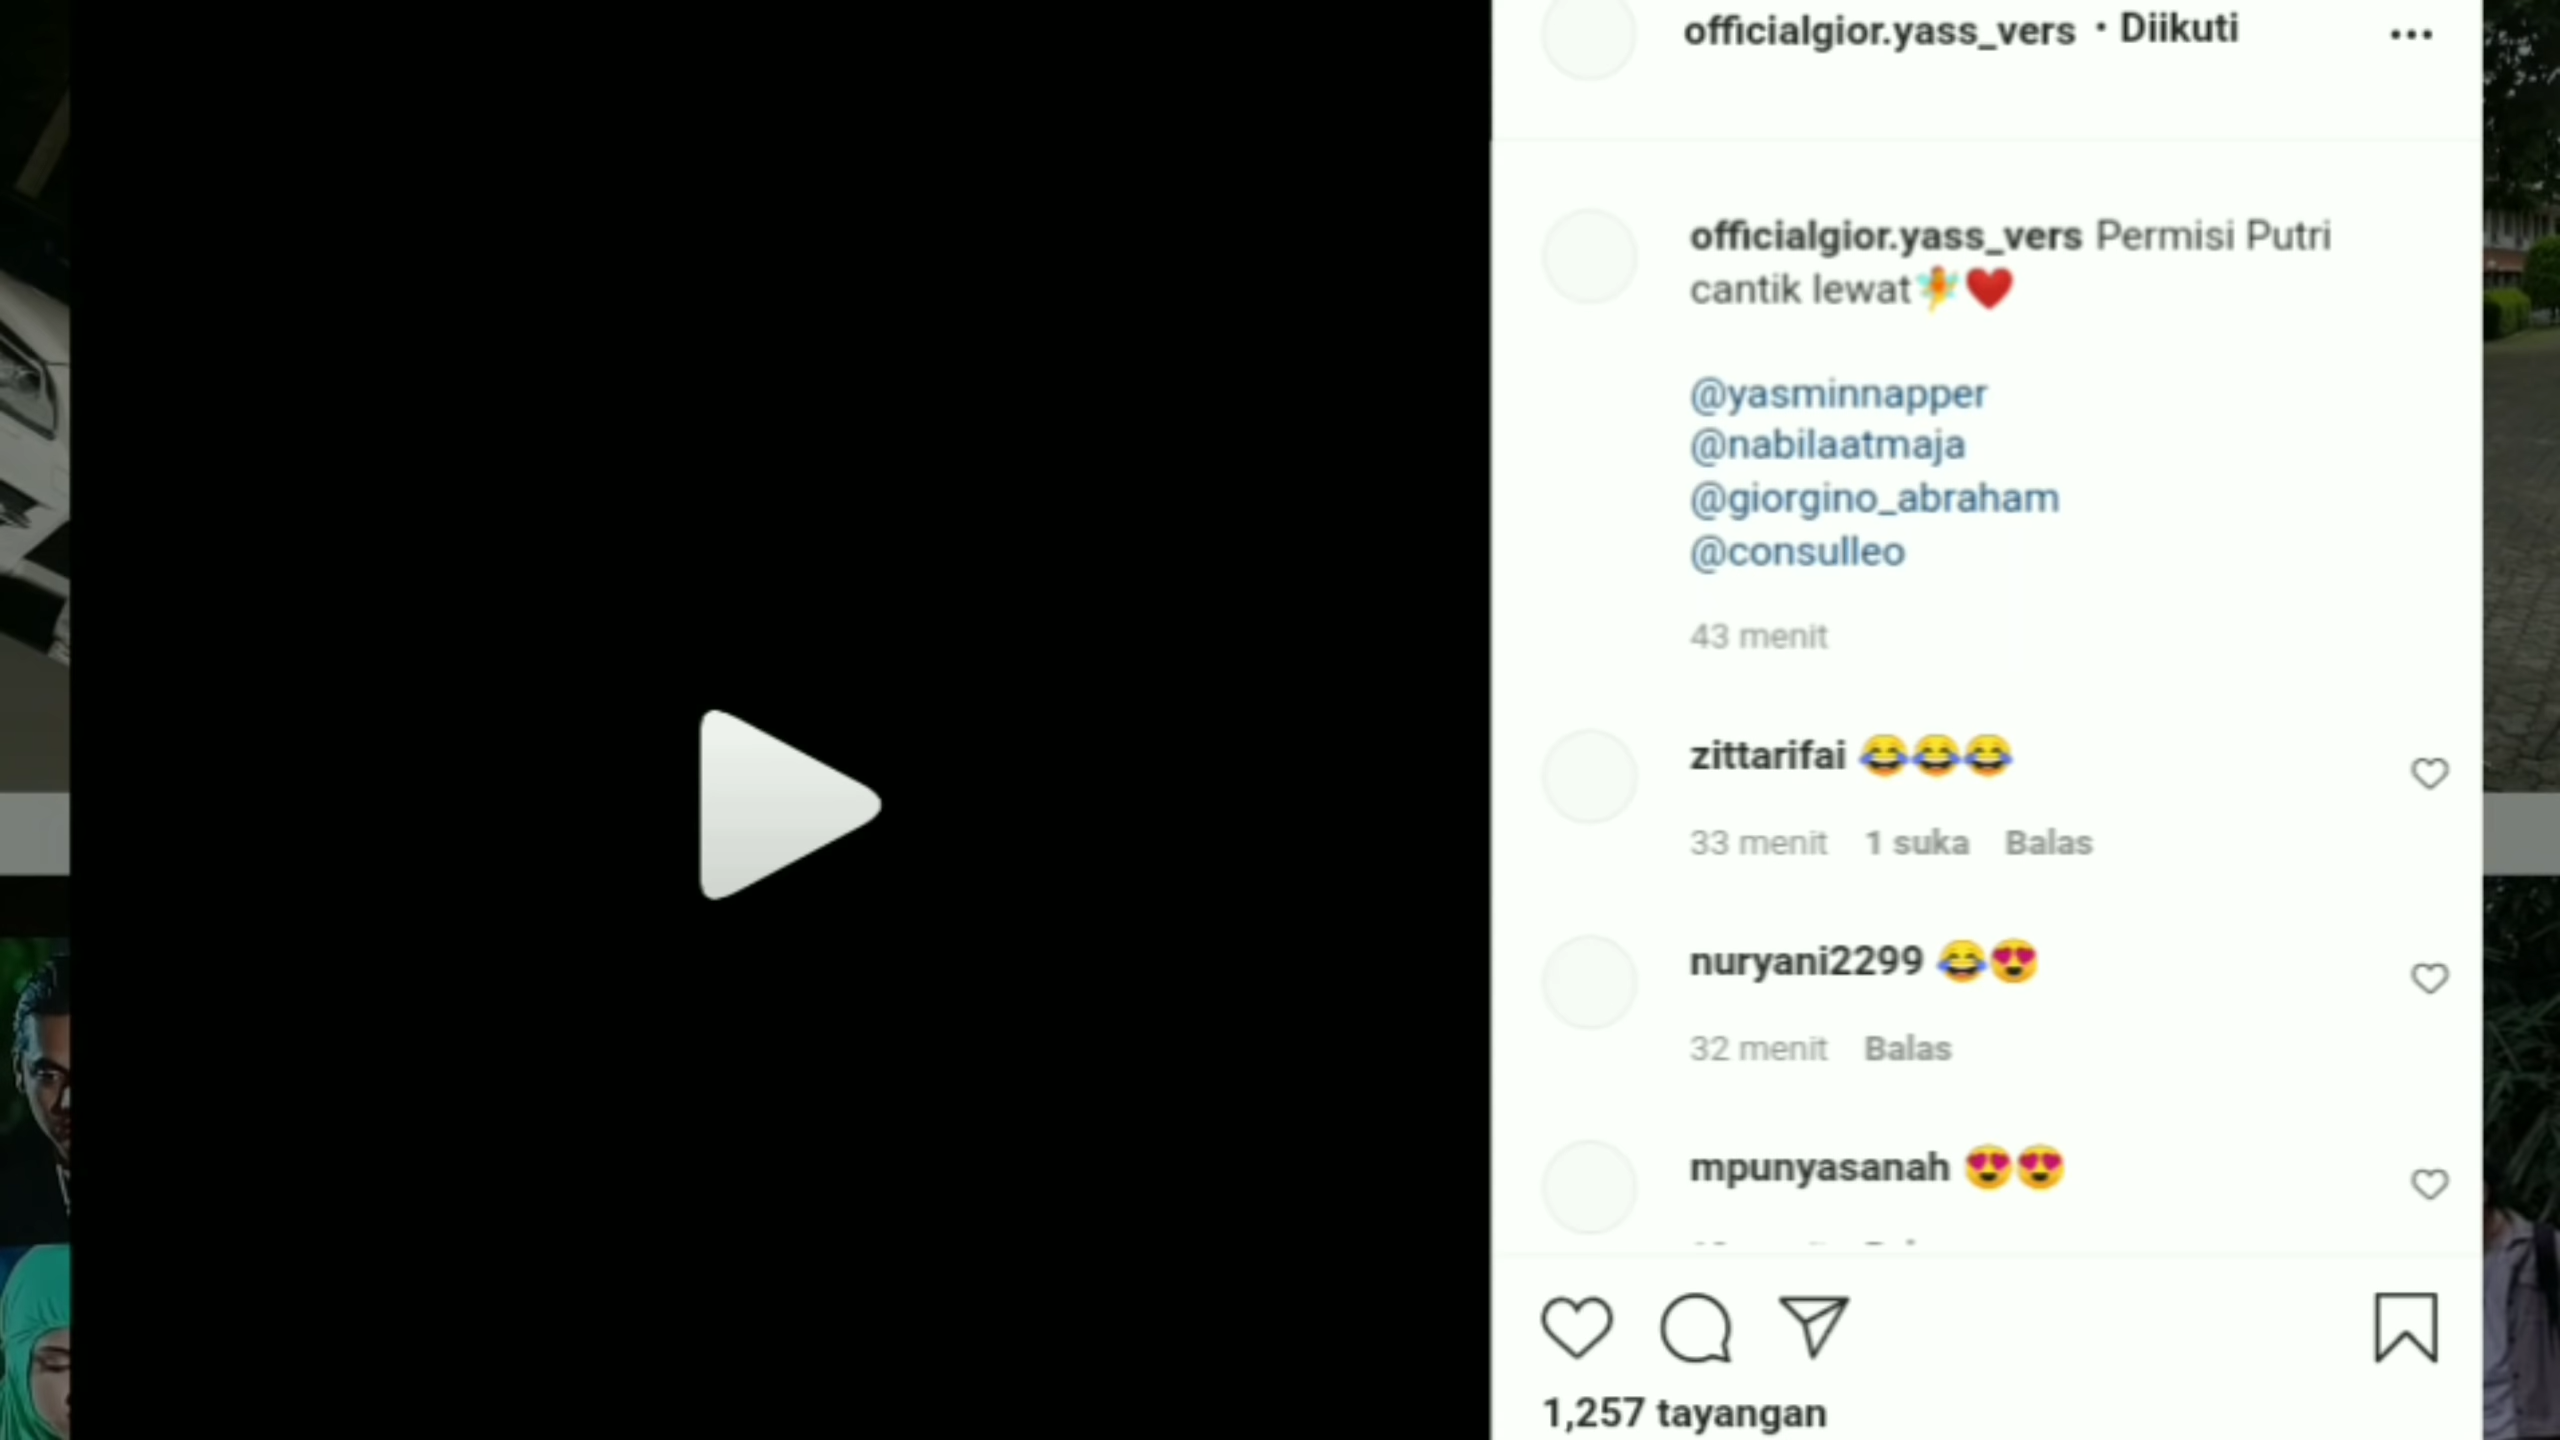 officialgior.yass_vers • Diikuti
officialgior.yass_vers Permisi Putri
cantik lewat🧚❤️
@yasminnapper
@nabilaatmaja
@giorgino_abraham
@consulleo
43 menit
zittarifai 😂😂😂
33 menit 1 suka Balas
nuryani2299 😂😍
32 menit Balas
mpunyasanah 😍😍
1,257 tayangan